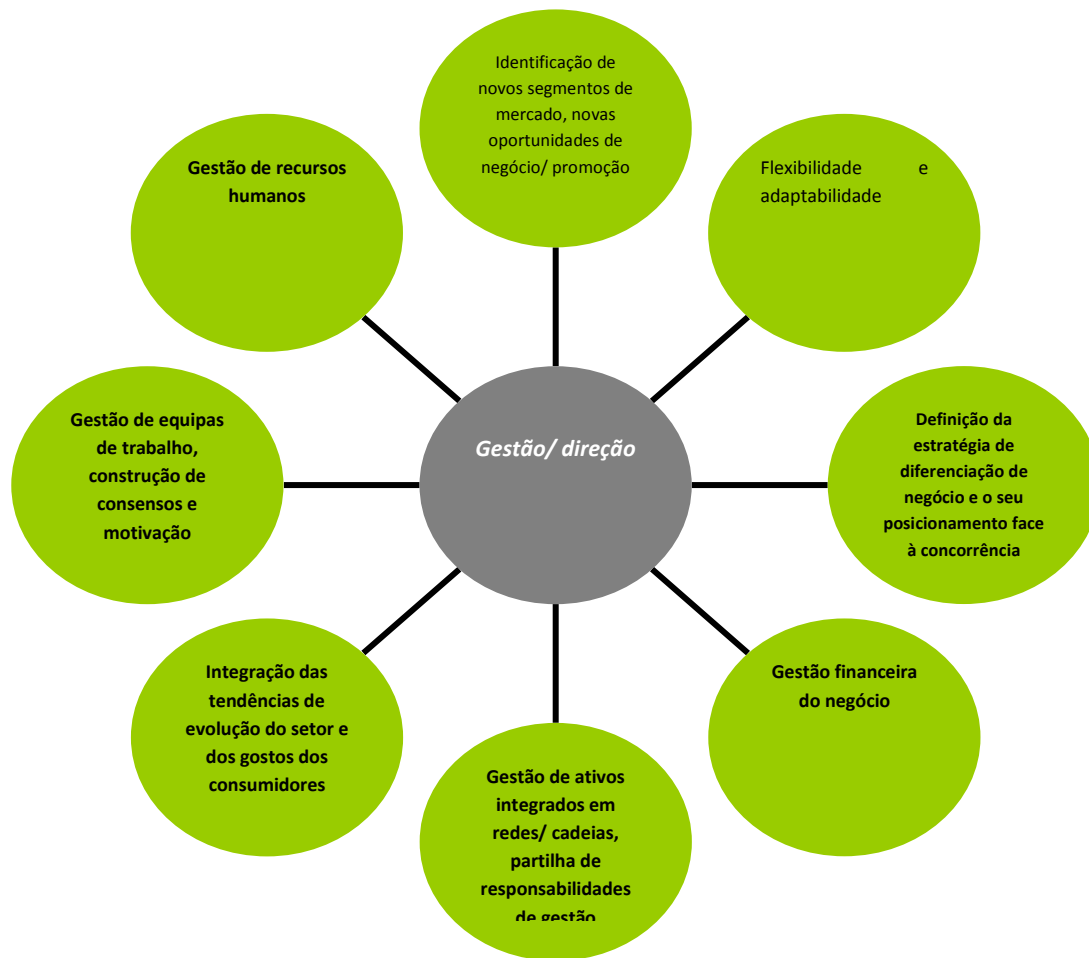 Identificação de
novos segmentos de
mercado, novas
oportunidades de
negócio/ promoção
Flexibilidade e
adaptabilidade
Definição da
estratégia de
diferenciação de
negócio e o seu
posicionamento face
à concorrência
Gestão financeira
do negócio
Gestão de ativos
integrados em
redes/ cadeias,
partilha de
responsabilidades
de gestão
Integração das
tendências de
evolução do setor e
dos gostos dos
consumidores
Gestão de equipas
de trabalho,
construção de
consensos e
motivação
Gestão de recursos
humanos
Gestão/ direção